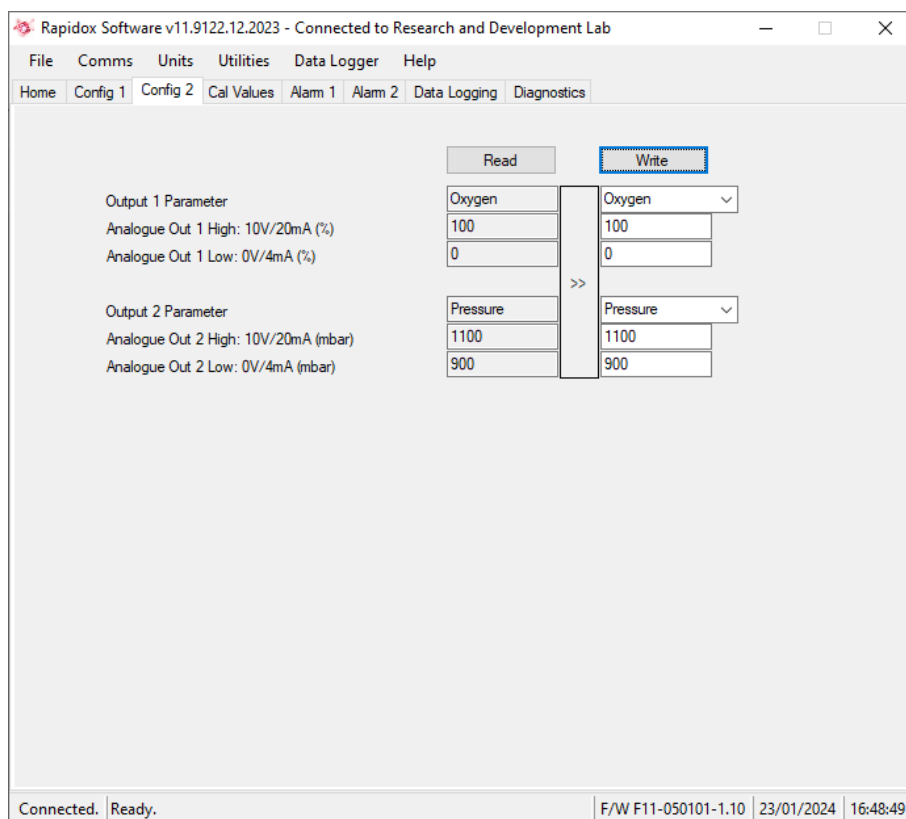 Rapidox Software v11.9122.12.2023 - Connected to Research and Development Lab
File Comms Units Utilities Data Logger Help
Home Config 1 Config 2 Cal Values Alarm 1 Alarm 2 Data Logging Diagnostics
Read Write
Output 1 Parameter Oxygen Oxygen
Analogue Out 1 High: 10V/20mA (%) 100 100
Analogue Out 1 Low: 0V/4mA (%) 0 0
>>
Output 2 Parameter Pressure Pressure
Analogue Out 2 High: 10V/20mA (mbar) 1100 1100
Analogue Out 2 Low: 0V/4mA (mbar) 900 900
Connected. Ready. F/W F11-050101-1.10 23/01/2024 16:48:49